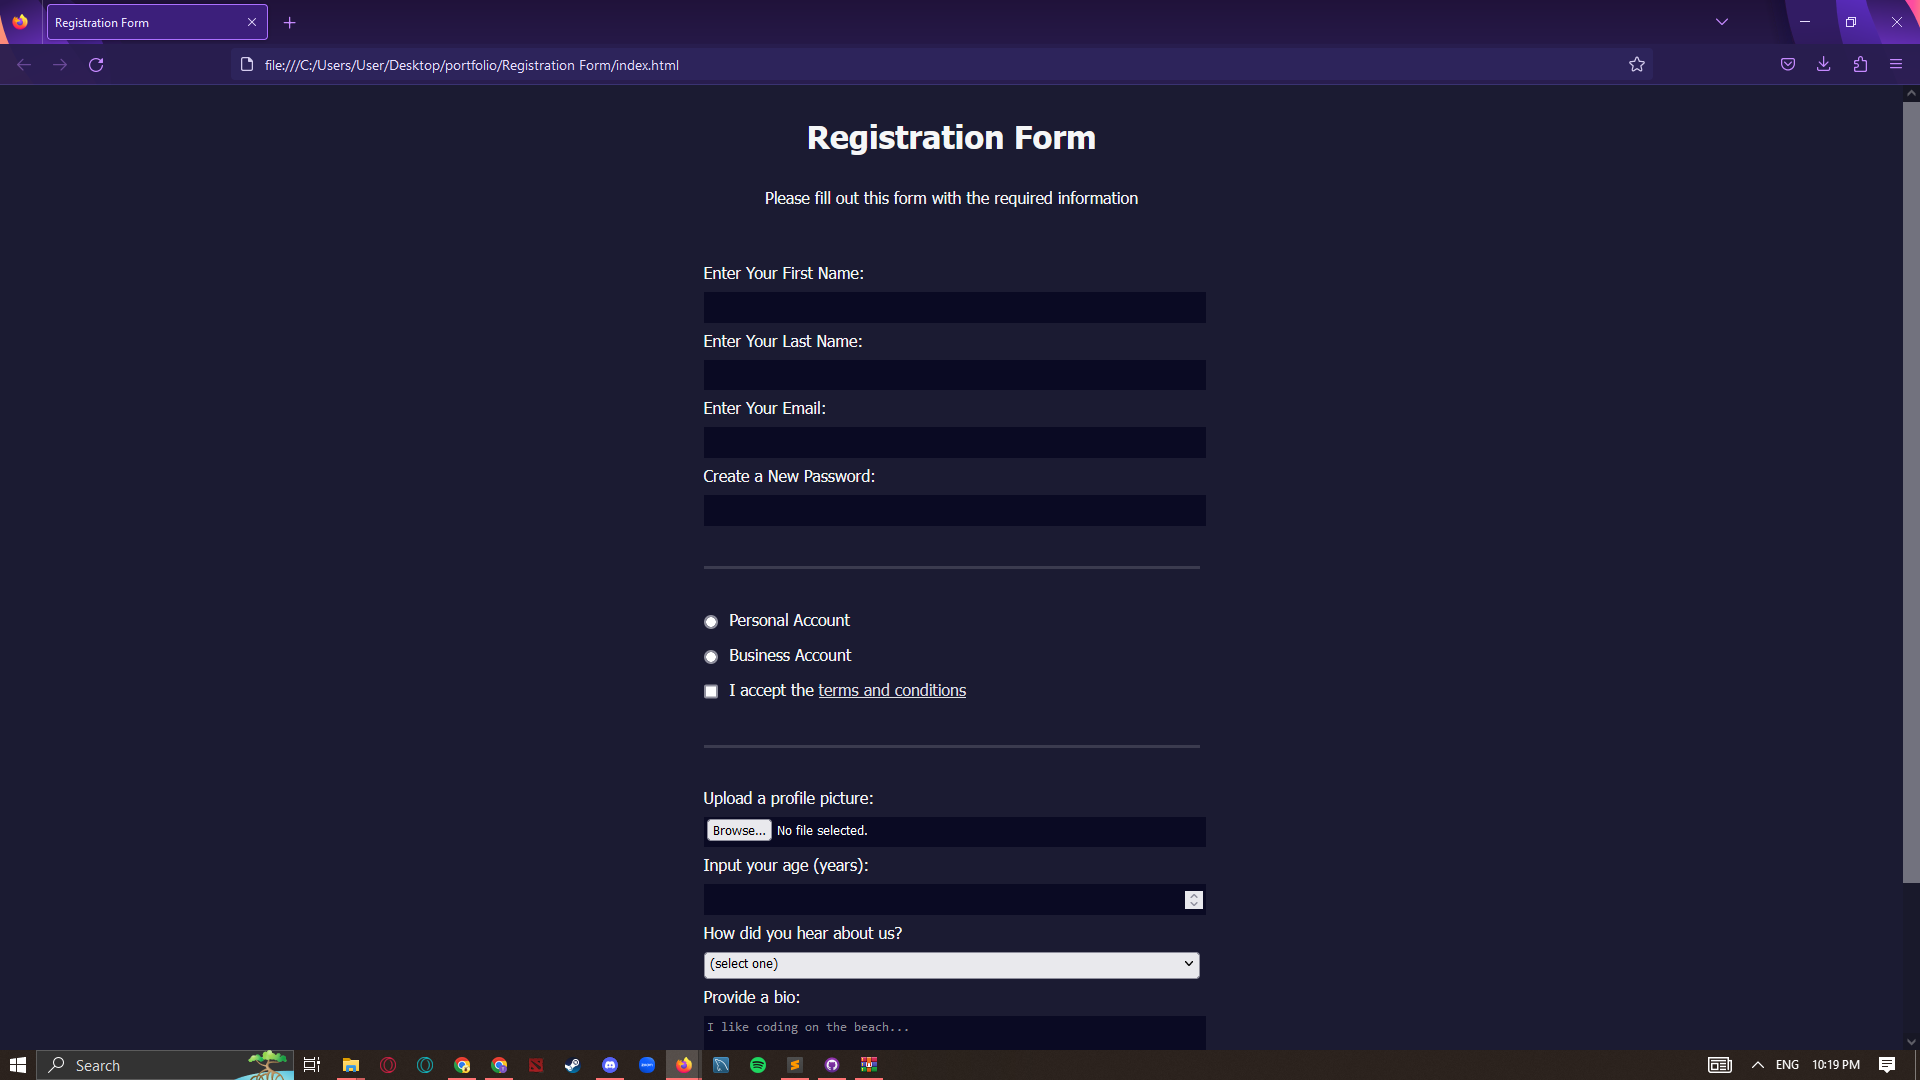 Registration Form
file:///C:/Users/User/Desktop/portfolio/Registration Form/index.html
Registration Form
Please fill out this form with the required information
Enter Your First Name:
Enter Your Last Name:
Enter Your Email:
Create a New Password:
Personal Account
Business Account
I accept the terms and conditions
Upload a profile picture:
Browse... No file selected.
Input your age (years):
How did you hear about us?
(select one)
Provide a bio:
I like coding on the beach...
Search
ENG 10:19 PM